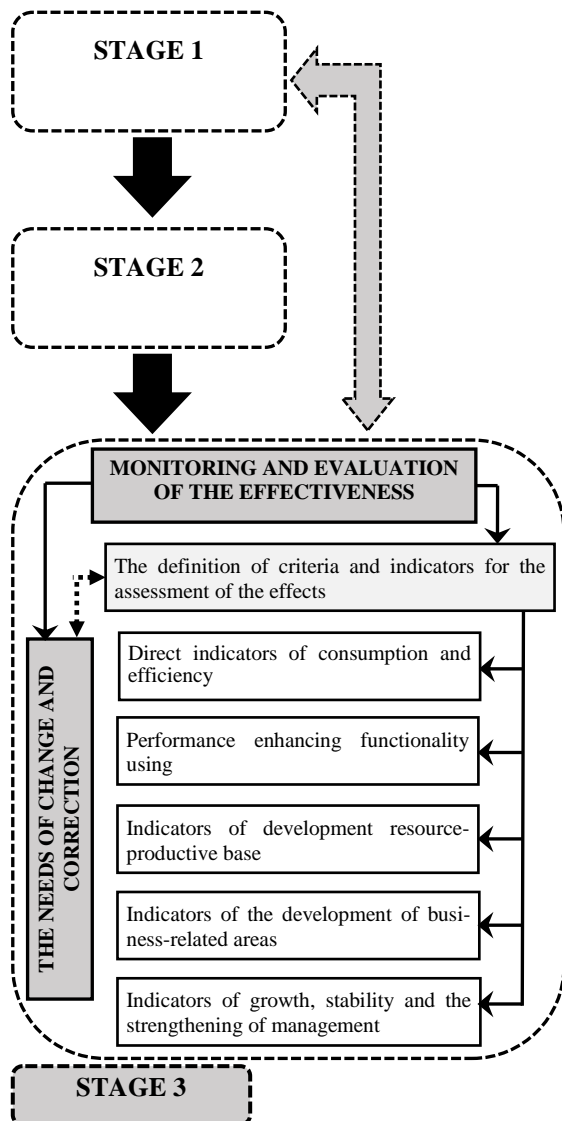 STAGE 1
STAGE 2
MONITORING AND EVALUATION
OF THE EFFECTIVENESS
The definition of criteria and indicators for the
assessment of the effects
THE NEEDS OF CHANGE AND
CORRECTION
Direct indicators of consumption and
efficiency
Performance enhancing functionality
using
Indicators of development resource-
productive base
Indicators of the development of busi-
ness-related areas
Indicators of growth, stability and the
strengthening of management
STAGE 3